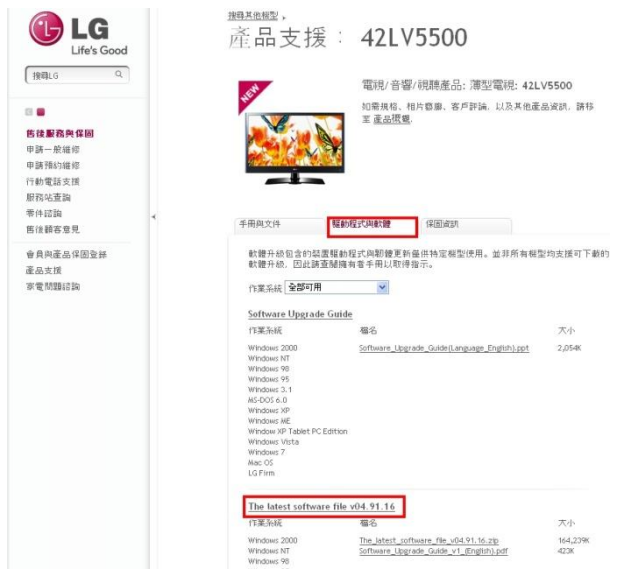 LG
Life's Good
搜尋LG
售後服務與保固
申請一般維修
申請預約維修
行動電話支援
服務站查詢
零件諮詢
售後顧客意見
會員與產品保固登錄
產品支援
家電問題諮詢
搜尋其他機型
產品支援: 42LV5500
NEW
電視/音響/視聽產品: 薄型電視: 42LV5500
如需規格、相片藝廊、客戶評論、以及其他產品資訊, 請移
至 產品概覽.
手冊與文件
驅動程式與軟體
保固資訊
軟體升級包含的裝置驅動程式與韌體更新僅供特定機型使用。並非所有機型均支援可下載的
軟體升級, 因此請查閱擁有者手冊以取得指示。
作業系統 全部可用
Software Upgrade Guide
作業系統 檔名 大小
Windows 2000 Software_Upgrade_Guide(Language_English).ppt 2,054K
Windows NT
Windows 98
Windows 95
Windows 3.1
MS-DOS 6.0
Windows XP
Windows ME
Window XP Tablet PC Edition
Windows Vista
Windows 7
Mac OS
LG Firm
The latest software file v04.91.16
作業系統 檔名 大小
Windows 2000 The_latest_software_file_v04.91.16.zip 164,239K
Windows NT Software_Upgrade_Guide_v1_(English).pdf 423K
Windows 98